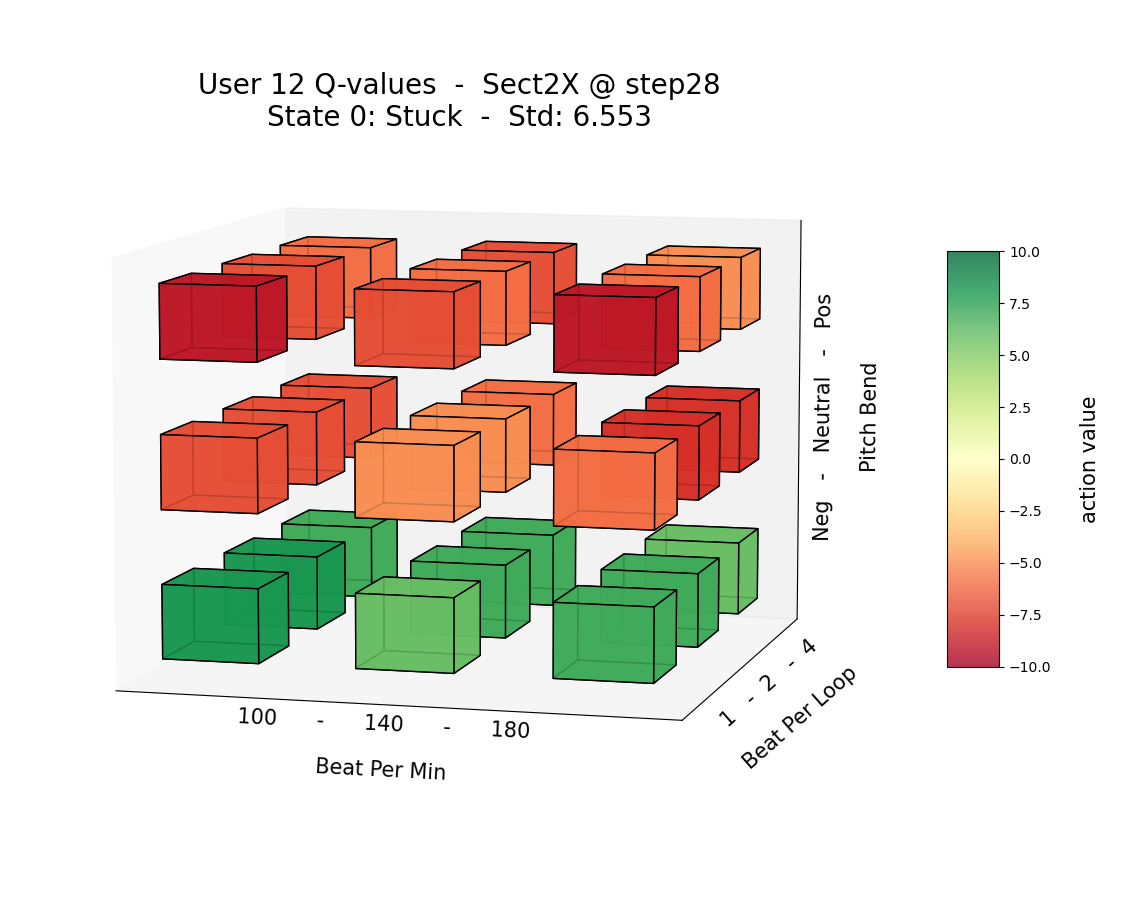 User 12 Q-values  -  Sect2X @ step28
State 0: Stuck  -  Std: 6.553
Neg  -  Neutral  -  Pos
Pitch Bend
100  -  140  -  180
Beat Per Min
1  -  2  -  4
Beat Per Loop
10.0
7.5
5.0
2.5
0.0
−2.5
−5.0
−7.5
−10.0
action value